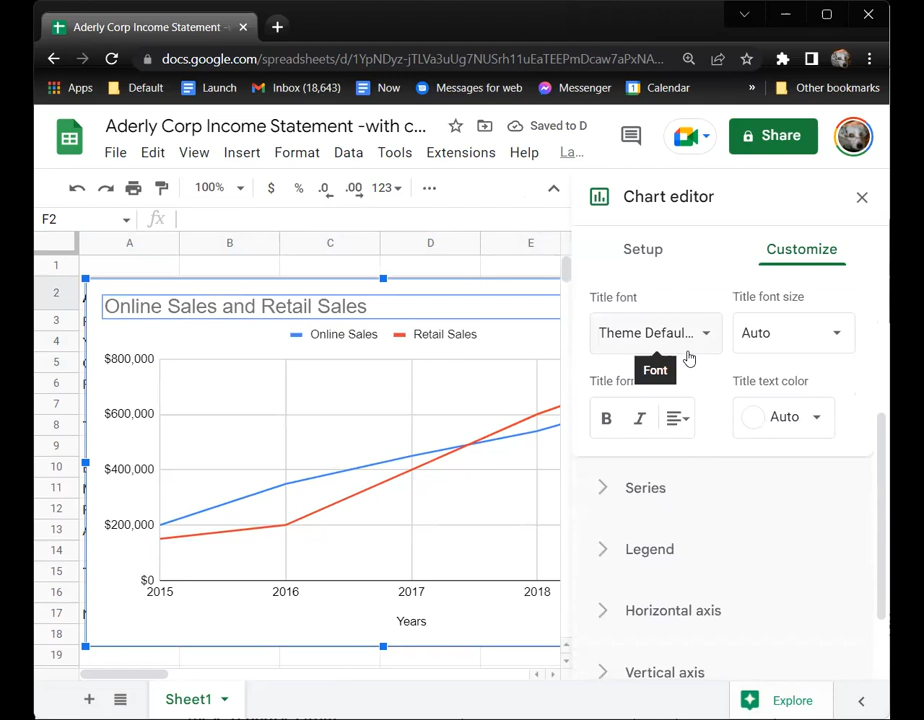 Aderly Corp Income Statement -
docs.google.com/spreadsheets/d/1YpNDyz-jTLVa3uUg7NUSrh11uEaTEEPmDcaw7aPxNA...
Apps Default Launch Inbox (18,643) Now Messages for web Messenger Calendar » Other bookmarks
Aderly Corp Income Statement -with c... Saved to D
Share
File Edit View Insert Format Data Tools Extensions Help La...
100% $ % .0 .00 123
F2 fx
Chart editor
Setup Customize
A B C D E
1
2
3
4
5
6
7
8
9
10
11
12
13
14
15
16
17
18
19
Online Sales and Retail Sales
Online Sales Retail Sales
$800,000
$600,000
$400,000
$200,000
$0
2015 2016 2017 2018
Years
Title font Title font size
Theme Defaul... Auto
Font
Title for Title text color
B I Auto
Series
Legend
Horizontal axis
Vertical axis
Sheet1 Explore